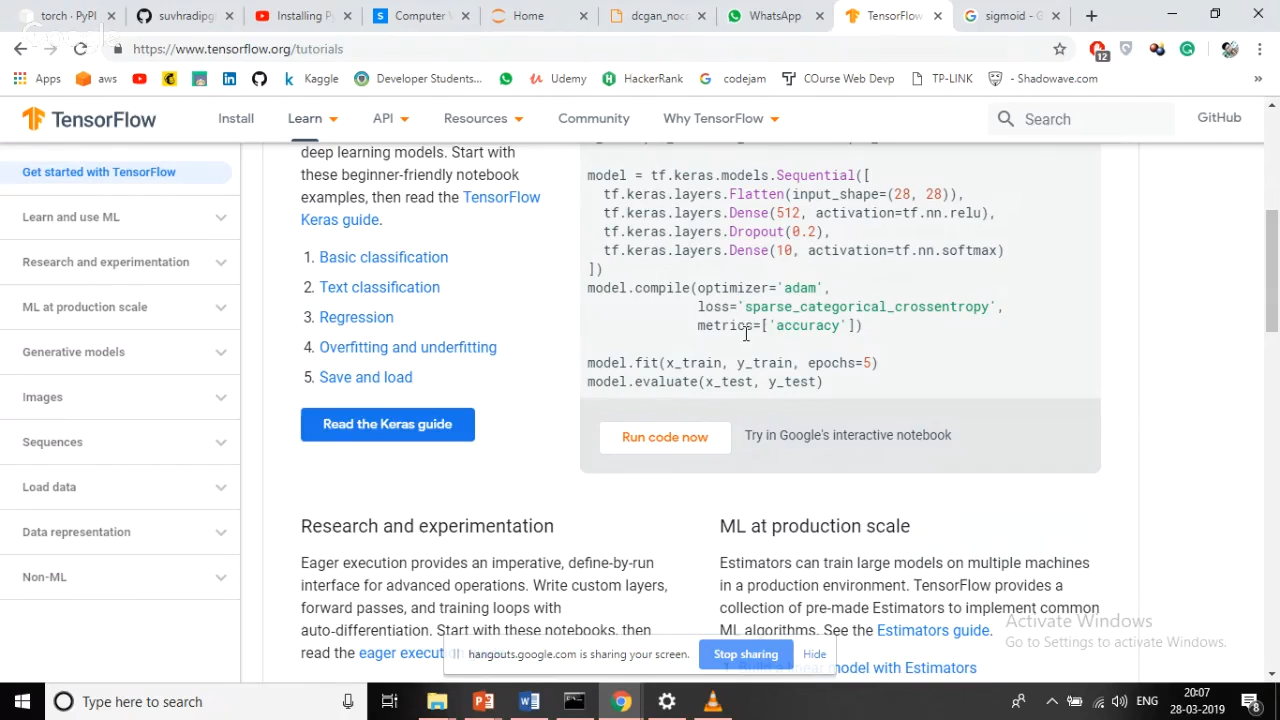 torch · PyPI
suvhradipgl
Installing P
Computer V
Home
dcgan_noce
WhatsApp
TensorFlow
sigmoid - G
https://www.tensorflow.org/tutorials
12
Apps
aws
Kaggle
Developer Students...
Udemy
HackerRank
codejam
COurse Web Devp
TP-LINK
- Shadowave.com
»
TensorFlow
Install
Learn
API
Resources
Community
Why TensorFlow
Search
GitHub
Get started with TensorFlow
Learn and use ML
Research and experimentation
ML at production scale
Generative models
Images
Sequences
Load data
Data representation
Non-ML
deep learning models. Start with
these beginner-friendly notebook
examples, then read the TensorFlow
Keras guide.
1. Basic classification
2. Text classification
3. Regression
4. Overfitting and underfitting
5. Save and load
Read the Keras guide
model = tf.keras.models.Sequential([
tf.keras.layers.Flatten(input_shape=(28, 28)),
tf.keras.layers.Dense(512, activation=tf.nn.relu),
tf.keras.layers.Dropout(0.2),
tf.keras.layers.Dense(10, activation=tf.nn.softmax)
])
model.compile(optimizer='adam',
loss='sparse_categorical_crossentropy',
metrics=['accuracy'])
model.fit(x_train, y_train, epochs=5)
model.evaluate(x_test, y_test)
Run code now
Try in Google's interactive notebook
Research and experimentation
Eager execution provides an imperative, define-by-run
interface for advanced operations. Write custom layers,
forward passes, and training loops with
auto-differentiation. Start with these notebooks, then
read the eager execut
ML at production scale
Estimators can train large models on multiple machines
in a production environment. TensorFlow provides a
collection of pre-made Estimators to implement common
ML algorithms. See the Estimators guide.
1. Build a linear model with Estimators
Activate Windows
Go to Settings to activate Windows.
hangouts.google.com is sharing your screen.
Stop sharing
Hide
Type here to search
ENG
20:07
28-03-2019
8